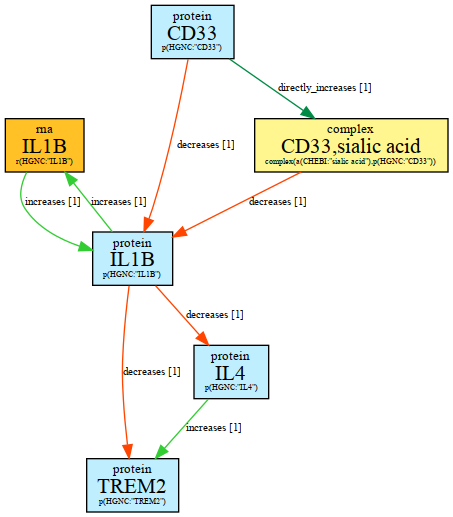 protein
CD33
p(HGNC:"CD33")
directly_increases [1]
rna
IL1B
r(HGNC:"IL1B")
decreases [1]
complex
CD33,sialic acid
complex(a(CHEBI:"sialic acid"),p(HGNC:"CD33"))
increases [1]
increases [1]
decreases [1]
protein
IL1B
p(HGNC:"IL1B")
decreases [1]
protein
IL4
p(HGNC:"IL4")
decreases [1]
increases [1]
protein
TREM2
p(HGNC:"TREM2")